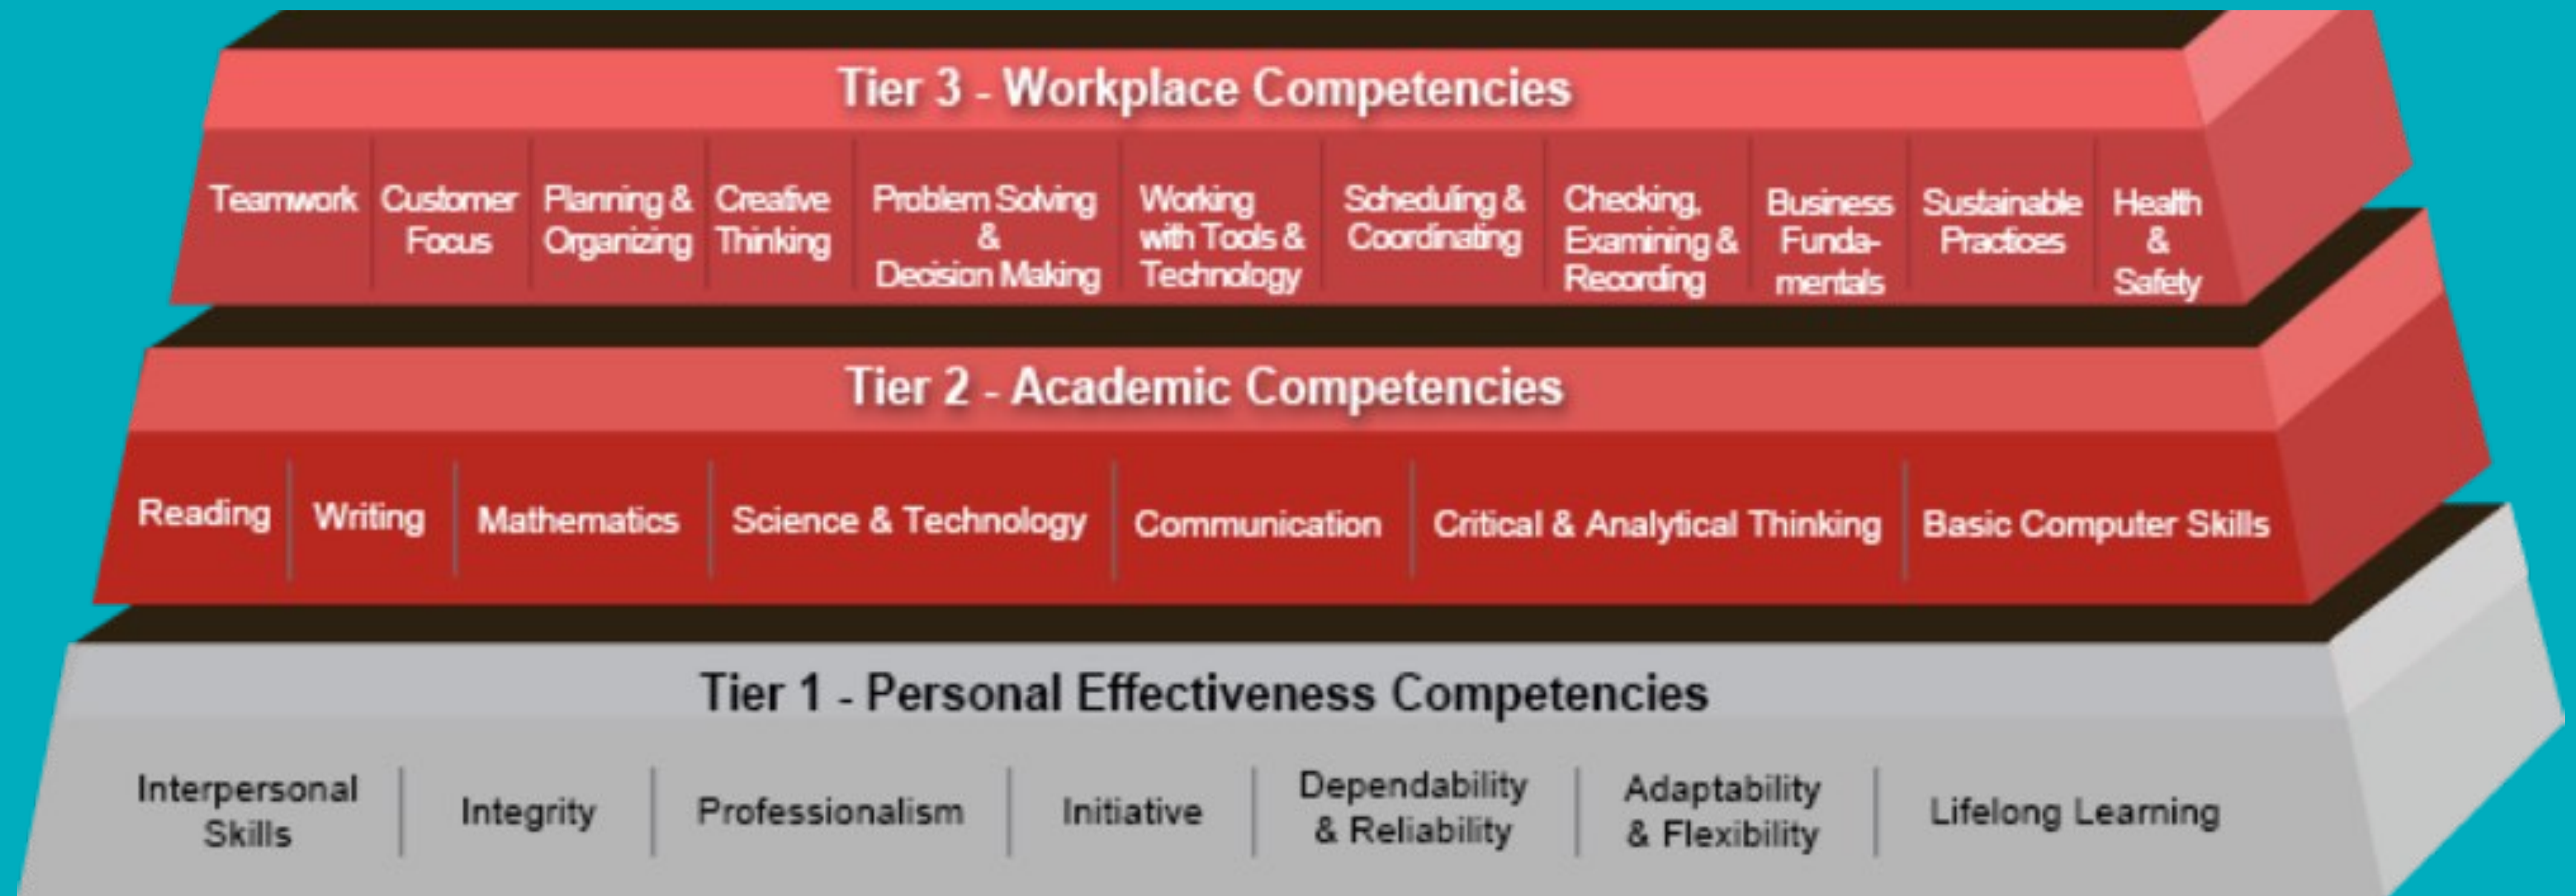 Tier 3 - Workplace Competencies
Teamwork
Customer
Focus
Planning &
Organizing
Creative
Thinking
Problem Solving
&
Decision Making
Working
with Tools &
Technology
Scheduling &
Coordinating
Checking,
Examining &
Recording
Business
Funda-
mentals
Sustainable
Practices
Health
&
Safety
Tier 2 - Academic Competencies
Reading
Writing
Mathematics
Science & Technology
Communication
Critical & Analytical Thinking
Basic Computer Skills
Tier 1 - Personal Effectiveness Competencies
Interpersonal
Skills
Integrity
Professionalism
Initiative
Dependability
& Reliability
Adaptability
& Flexibility
Lifelong Learning